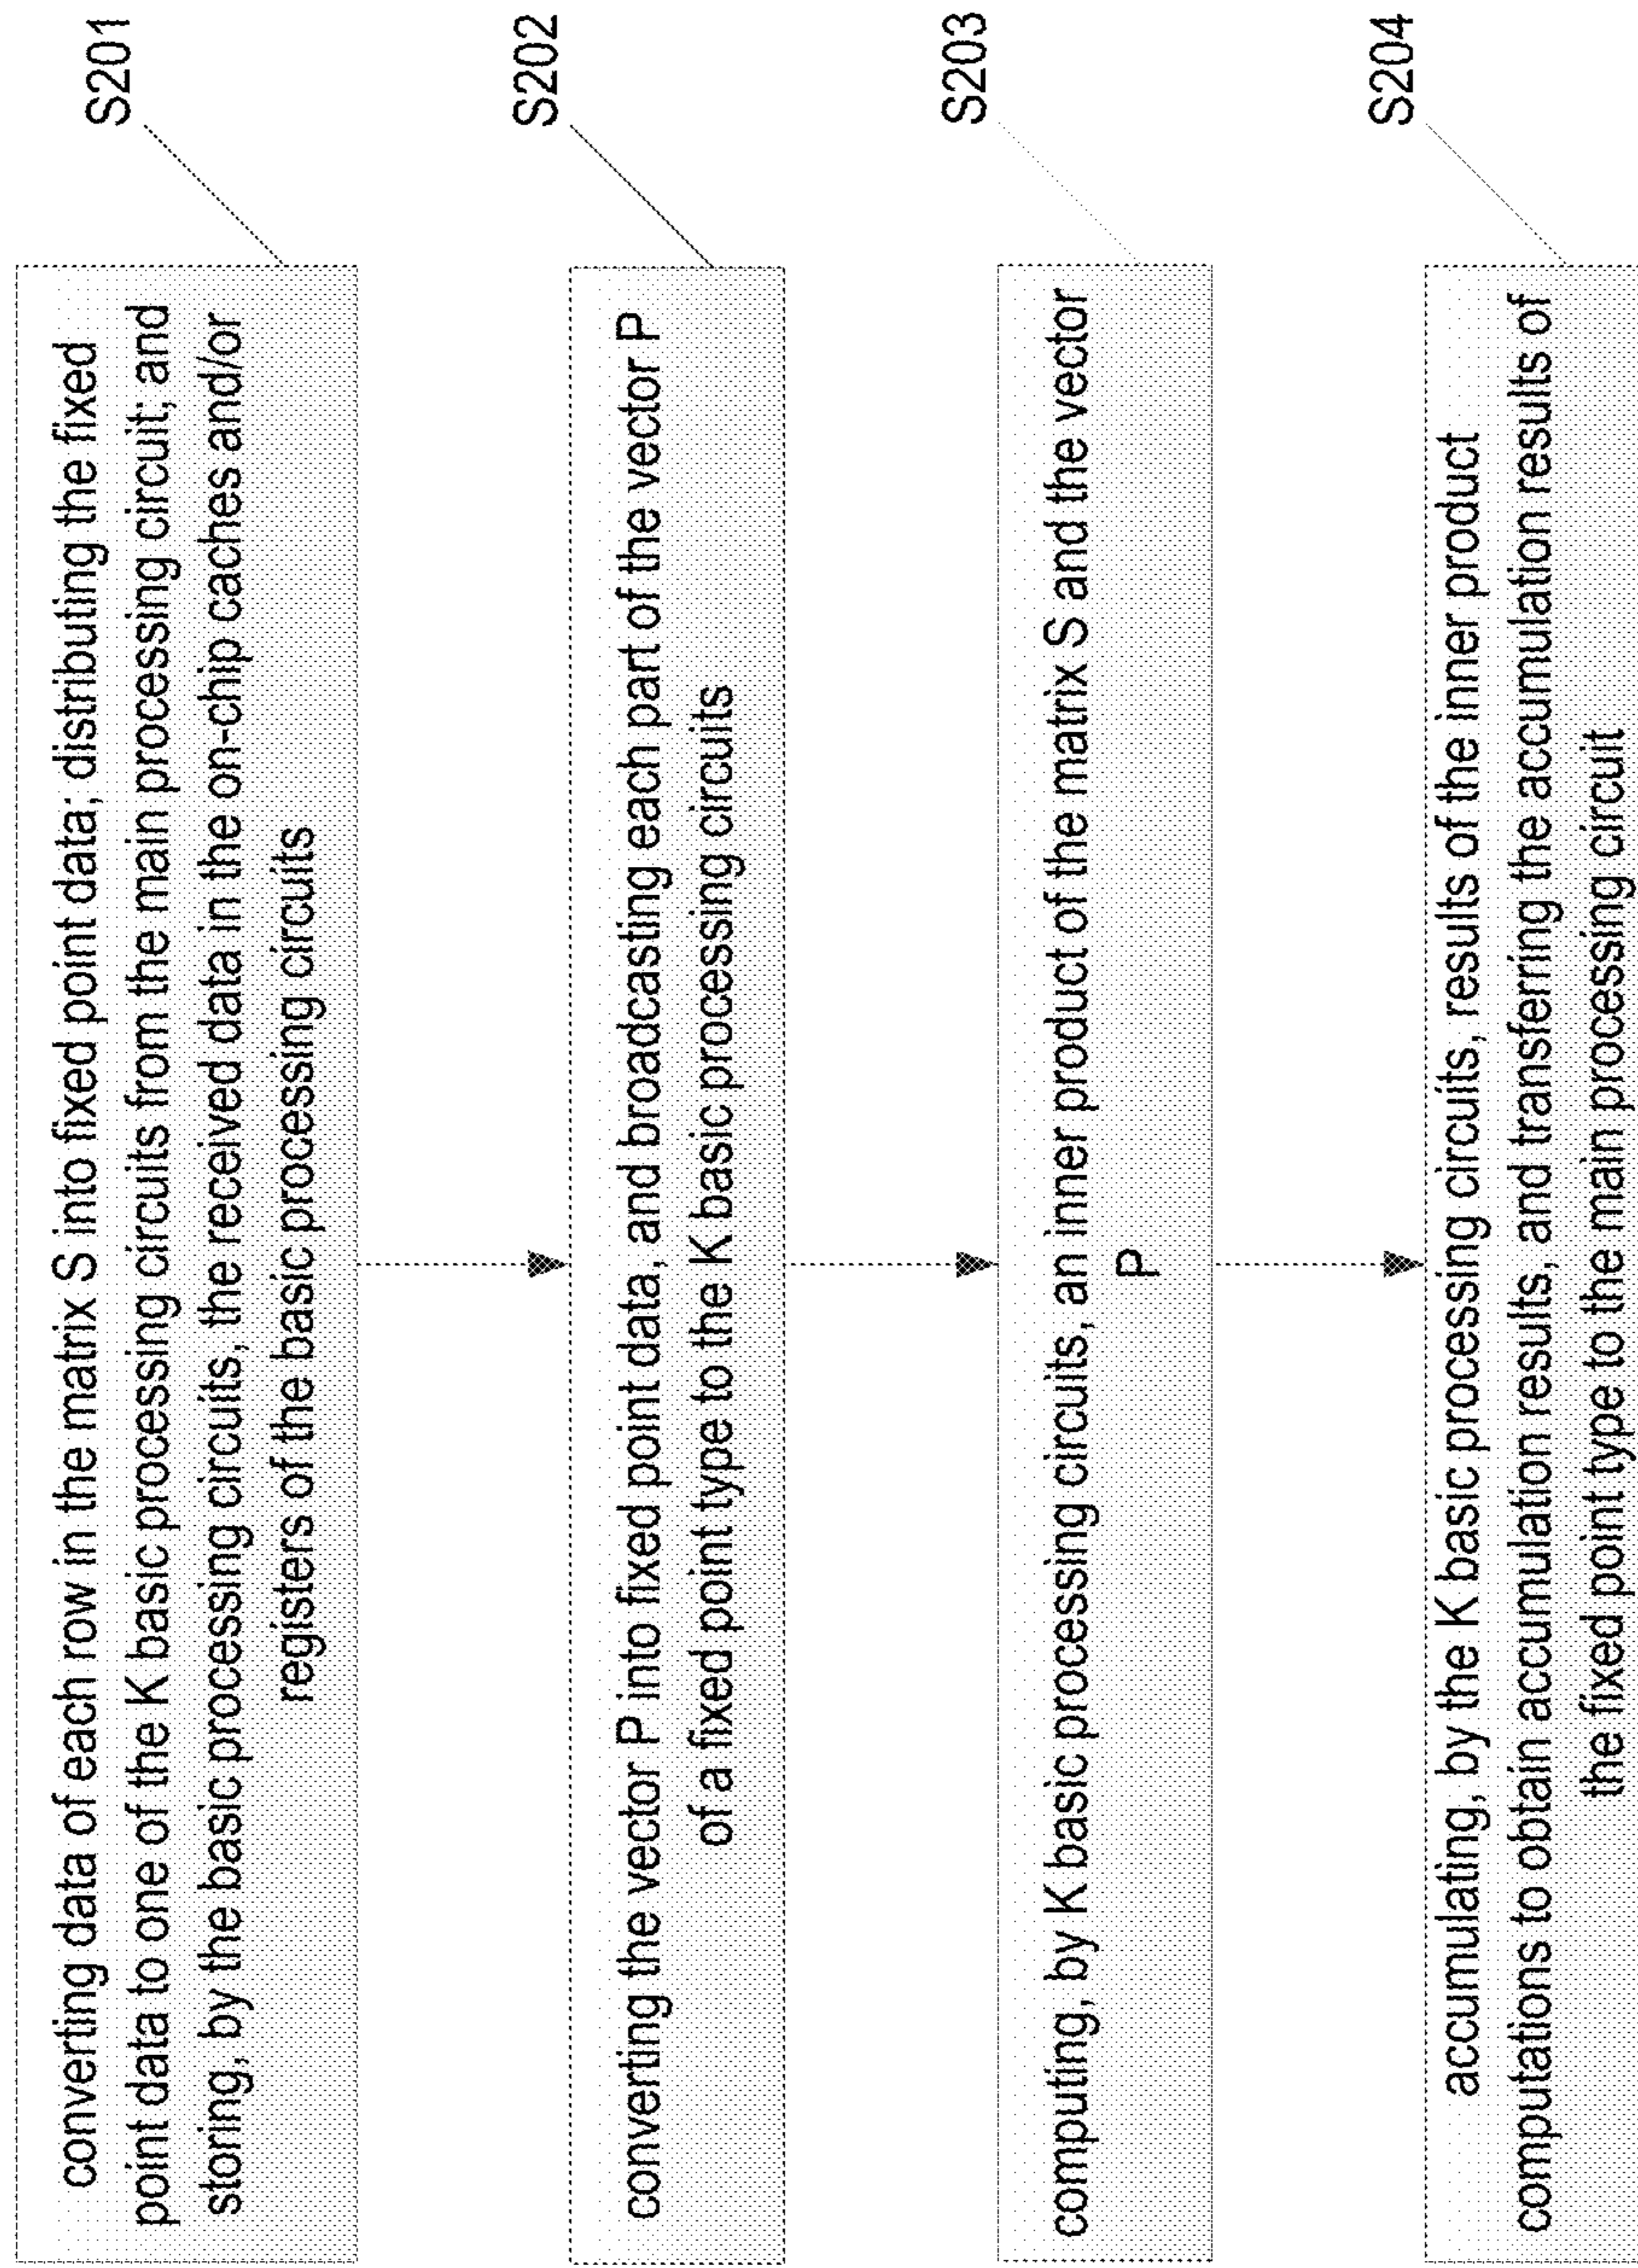 S201
converting data of each row in the matrix S into fixed point data; distributing the fixed
point data to one of the K basic processing circuits from the main processing circuit; and
storing, by the basic processing circuits, the received data in the on-chip caches and/or
registers of the basic processing circuits
S202
converting the vector P into fixed point data, and broadcasting each part of the vector P
of a fixed point type to the K basic processing circuits
S203
computing, by K basic processing circuits, an inner product of the matrix S and the vector
P
S204
accumulating, by the K basic processing circuits, results of the inner product
computations to obtain accumulation results, and transferring the accumulation results of
the fixed point type to the main processing circuit